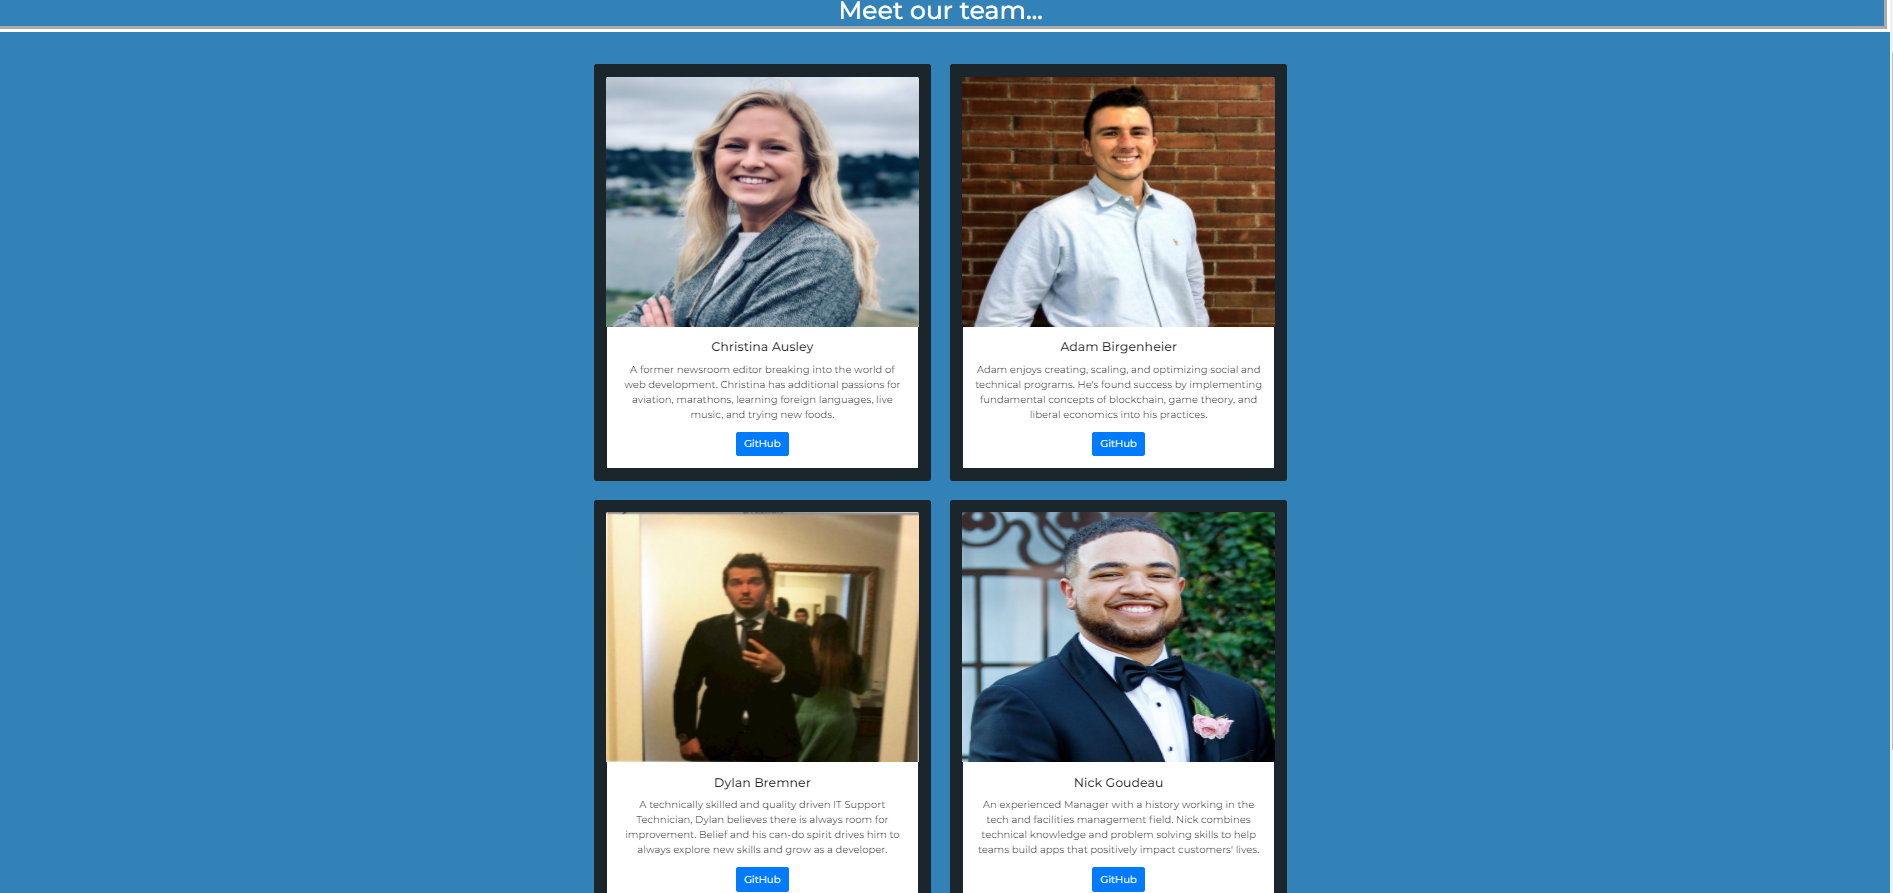 Meet our team...
Christina Ausley
A former newsroom editor breaking into the world of
web development. Christina has additional passions for
aviation, marathons, learning foreign languages, live
music, and trying new foods.
GitHub
Adam Birgenheier
Adam enjoys creating, scaling, and optimizing social and
technical programs. He's found success by implementing
fundamental concepts of blockchain, game theory, and
liberal economics into his practices.
GitHub
Dylan Bremner
A technically skilled and quality driven IT Support
Technician, Dylan believes there is always room for
improvement. Belief and his can-do spirit drives him to
always explore new skills and grow as a developer.
GitHub
Nick Goudeau
An experienced Manager with a history working in the
tech and facilities management field. Nick combines
technical knowledge and problem solving skills to help
teams build apps that positively impact customers' lives.
GitHub